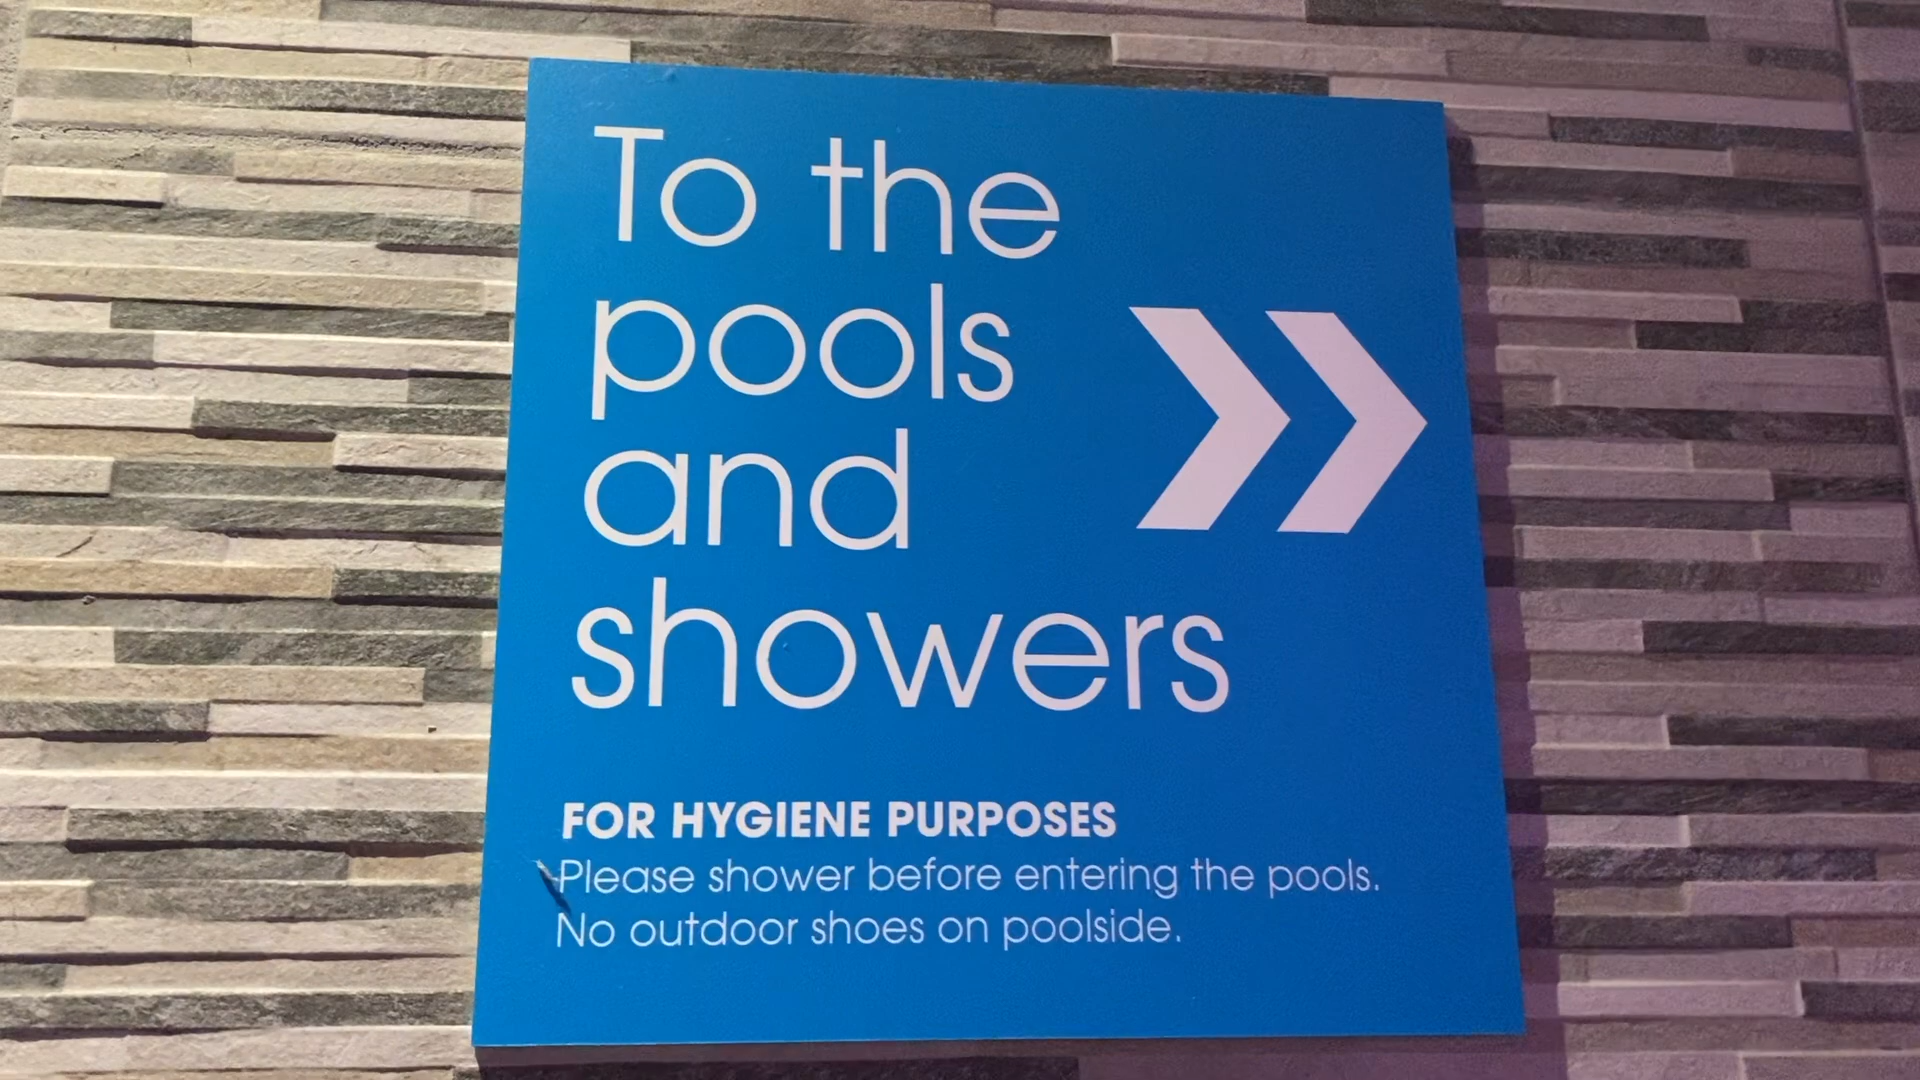 To the
pools
and
showers
FOR HYGIENE PURPOSES
Please shower before entering the pools.
No outdoor shoes on poolside.